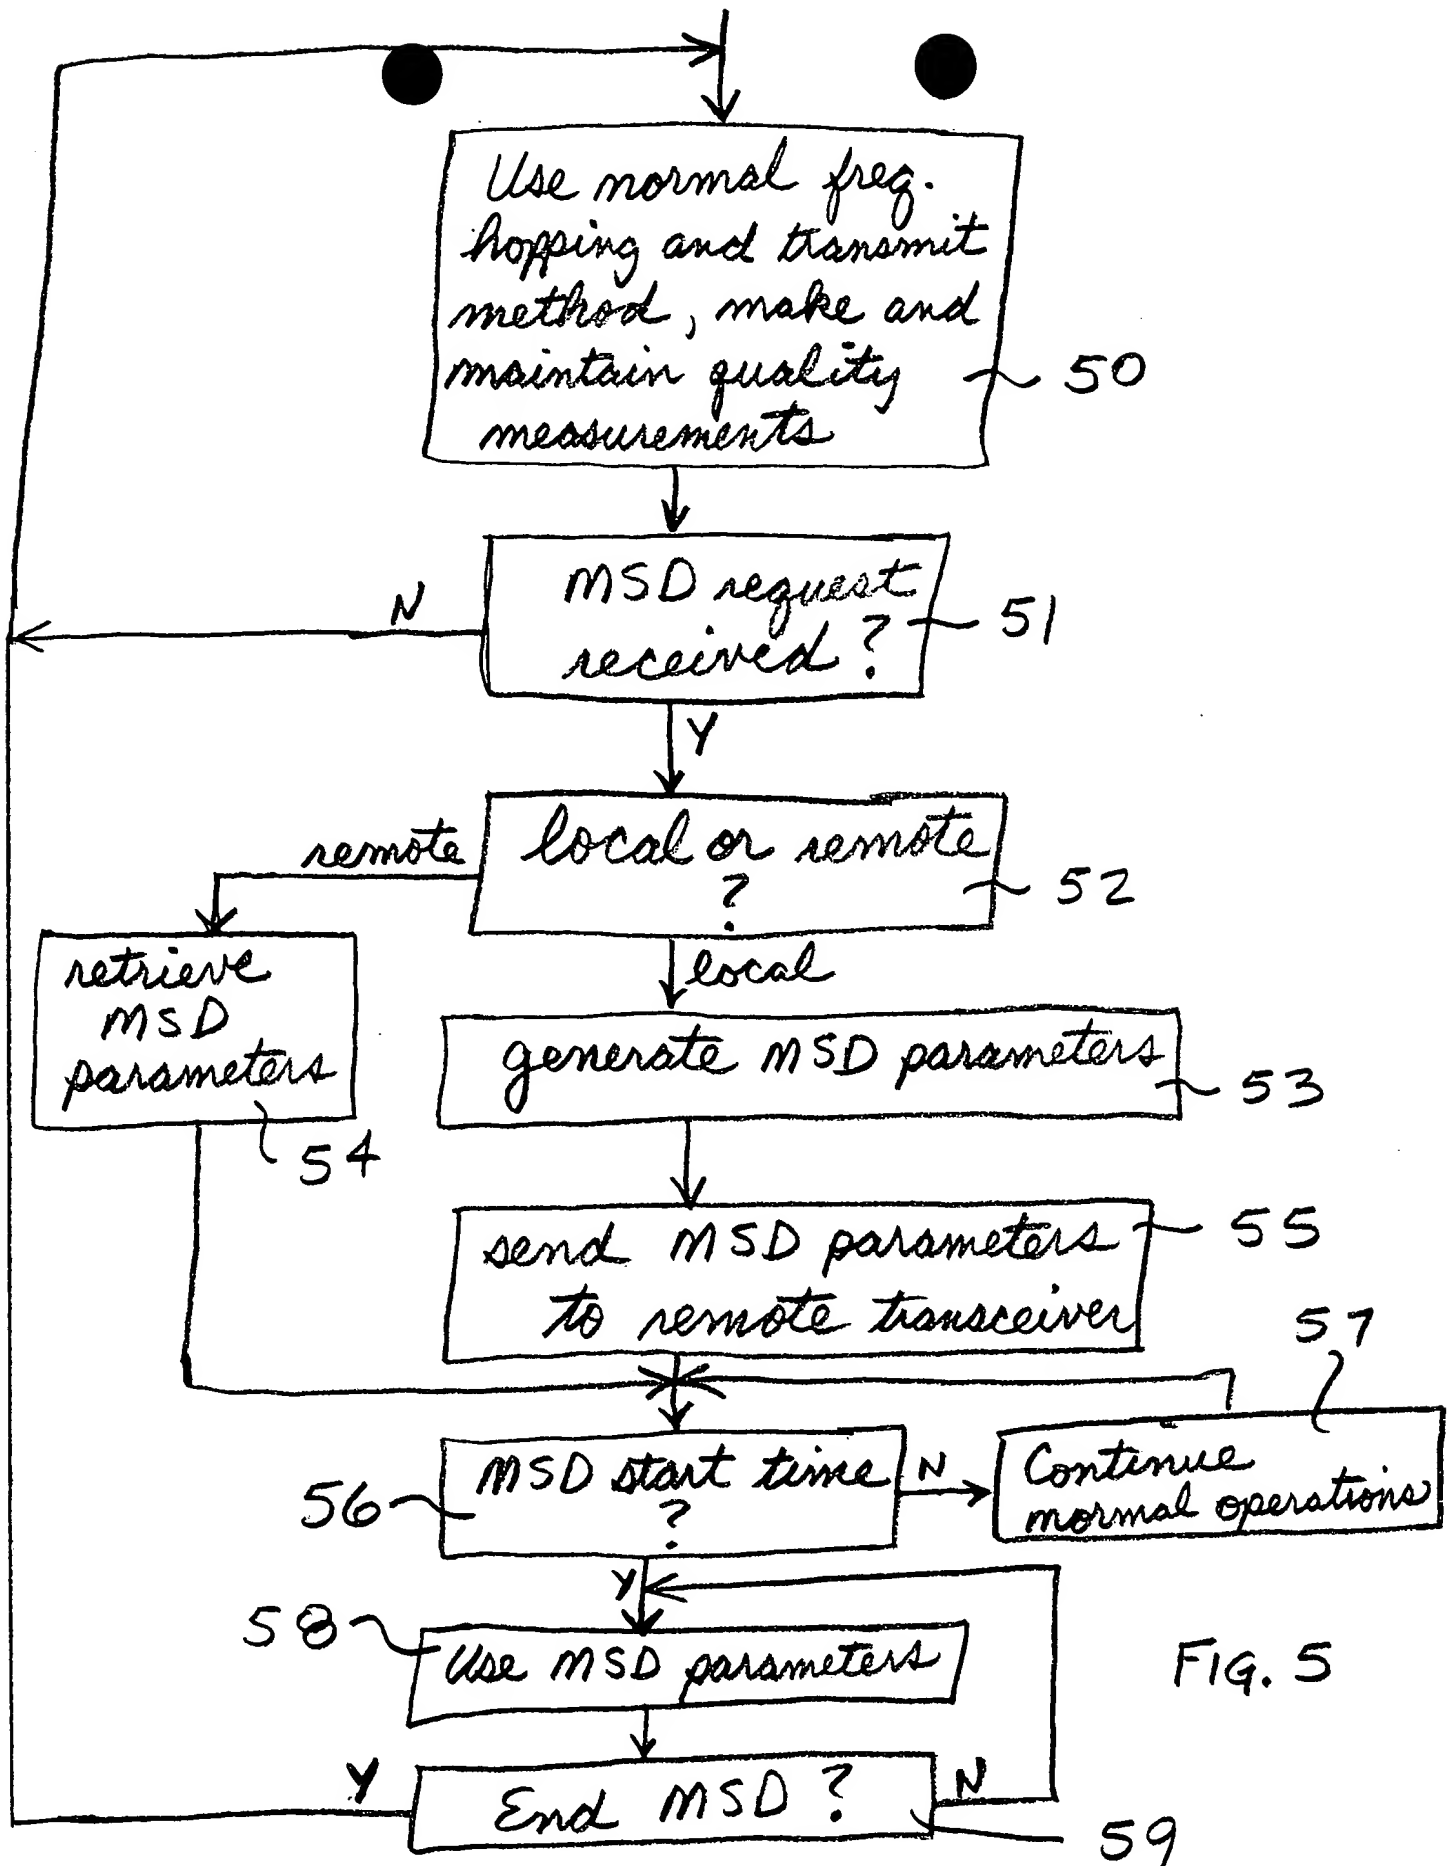 Use normal freq.
hopping and transmit
method, make and
maintain quality
measurements
50
MSD request
received?
51
N
Y
local or remote
?
52
remote
local
retrieve
MSD
parameters
54
generate MSD parameters
53
send MSD parameters
to remote transceiver
55
57
MSD start time
?
56
N
Continue
normal operations
Y
58
Use MSD parameters
FIG. 5
Y
End MSD?
N
59